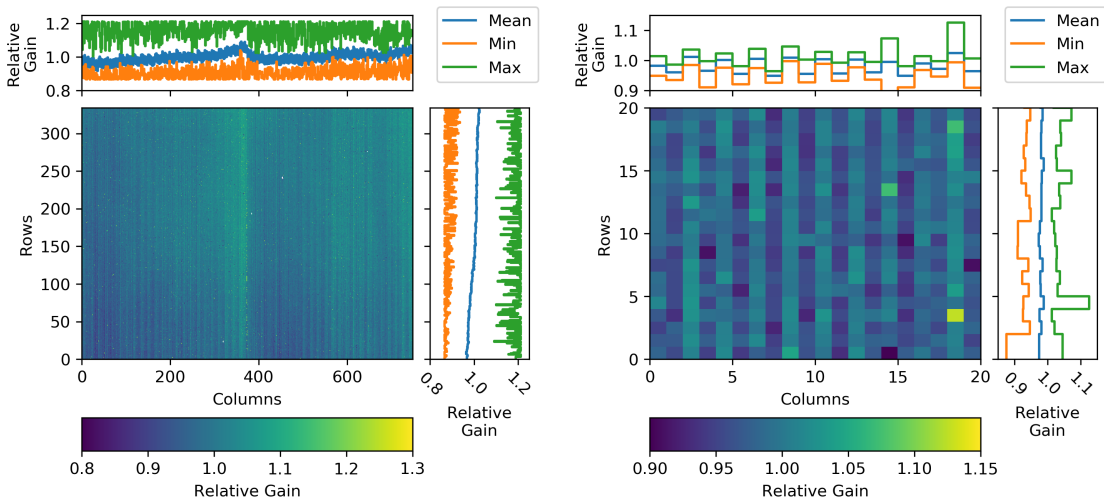 1.2
1.0
0.8
Relative
Gain
Mean
Min
Max
300
250
200
150
100
50
0
Rows
0 200 400 600
Columns
0.8 1.0 1.2
Relative
Gain
0.8 0.9 1.0 1.1 1.2 1.3
Relative Gain
1.1
1.0
0.9
Relative
Gain
Mean
Min
Max
20
15
10
5
0
Rows
0 5 10 15 20
Columns
0.9 1.0 1.1
Relative
Gain
0.90 0.95 1.00 1.05 1.10 1.15
Relative Gain